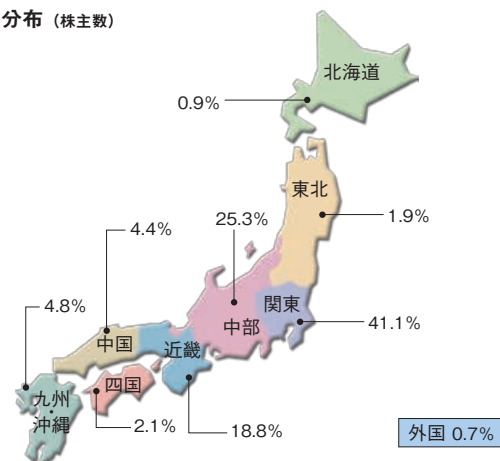 分布（株主数）
北海道
0.9%
東北
1.9%
25.3%
4.4%
関東
4.8%
中部
41.1%
中国
近畿
九州
沖縄
四国
2.1%
18.8%
外国 0.7%